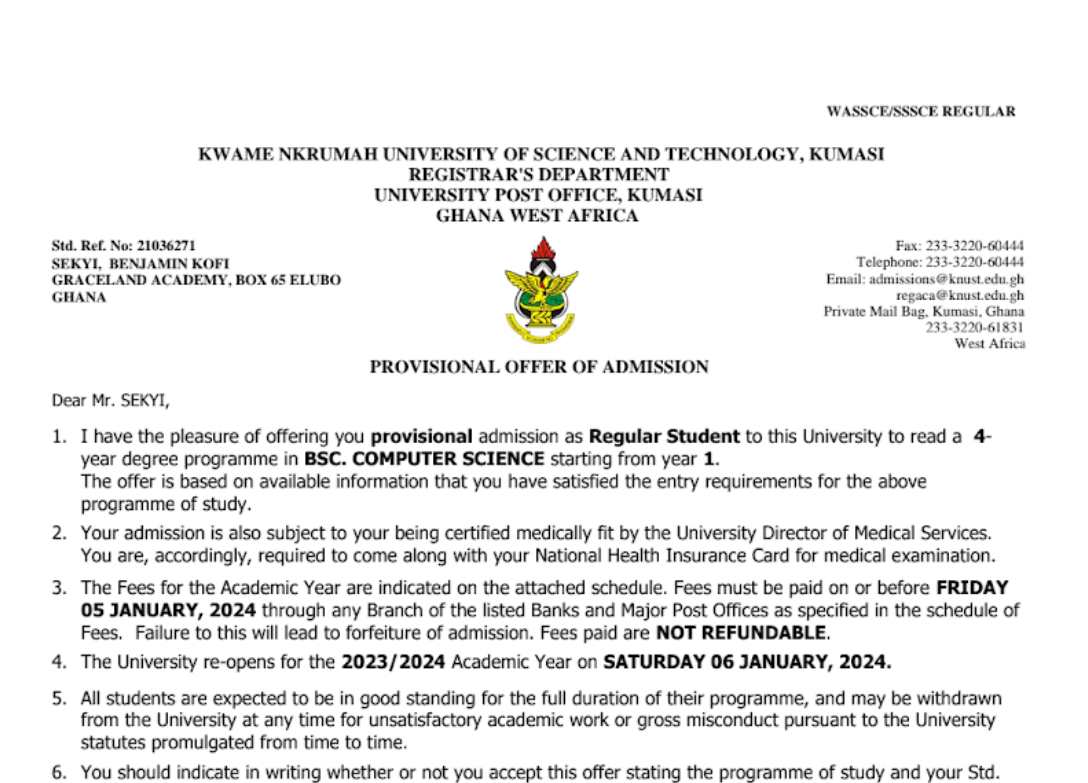 WASSCE/SSSCE REGULAR
KWAME NKRUMAH UNIVERSITY OF SCIENCE AND TECHNOLOGY, KUMASI
REGISTRAR'S DEPARTMENT
UNIVERSITY POST OFFICE, KUMASI
GHANA WEST AFRICA
Std. Ref. No: 21036271
SEKYI, BENJAMIN KOFI
GRACELAND ACADEMY, BOX 65 ELUBO
GHANA
Fax: 233-3220-60444
Telephone: 233-3220-60444
Email: admissions@knust.edu.gh
regaca@knust.edu.gh
Private Mail Bag, Kumasi, Ghana
233-3220-61831
West Africa
PROVISIONAL OFFER OF ADMISSION
Dear Mr. SEKYI,
1. I have the pleasure of offering you provisional admission as Regular Student to this University to read a 4-
year degree programme in BSC. COMPUTER SCIENCE starting from year 1.
The offer is based on available information that you have satisfied the entry requirements for the above
programme of study.
2. Your admission is also subject to your being certified medically fit by the University Director of Medical Services.
You are, accordingly, required to come along with your National Health Insurance Card for medical examination.
3. The Fees for the Academic Year are indicated on the attached schedule. Fees must be paid on or before FRIDAY
05 JANUARY, 2024 through any Branch of the listed Banks and Major Post Offices as specified in the schedule of
Fees. Failure to this will lead to forfeiture of admission. Fees paid are NOT REFUNDABLE.
4. The University re-opens for the 2023/2024 Academic Year on SATURDAY 06 JANUARY, 2024.
5. All students are expected to be in good standing for the full duration of their programme, and may be withdrawn
from the University at any time for unsatisfactory academic work or gross misconduct pursuant to the University
statutes promulgated from time to time.
6. You should indicate in writing whether or not you accept this offer stating the programme of study and your Std.